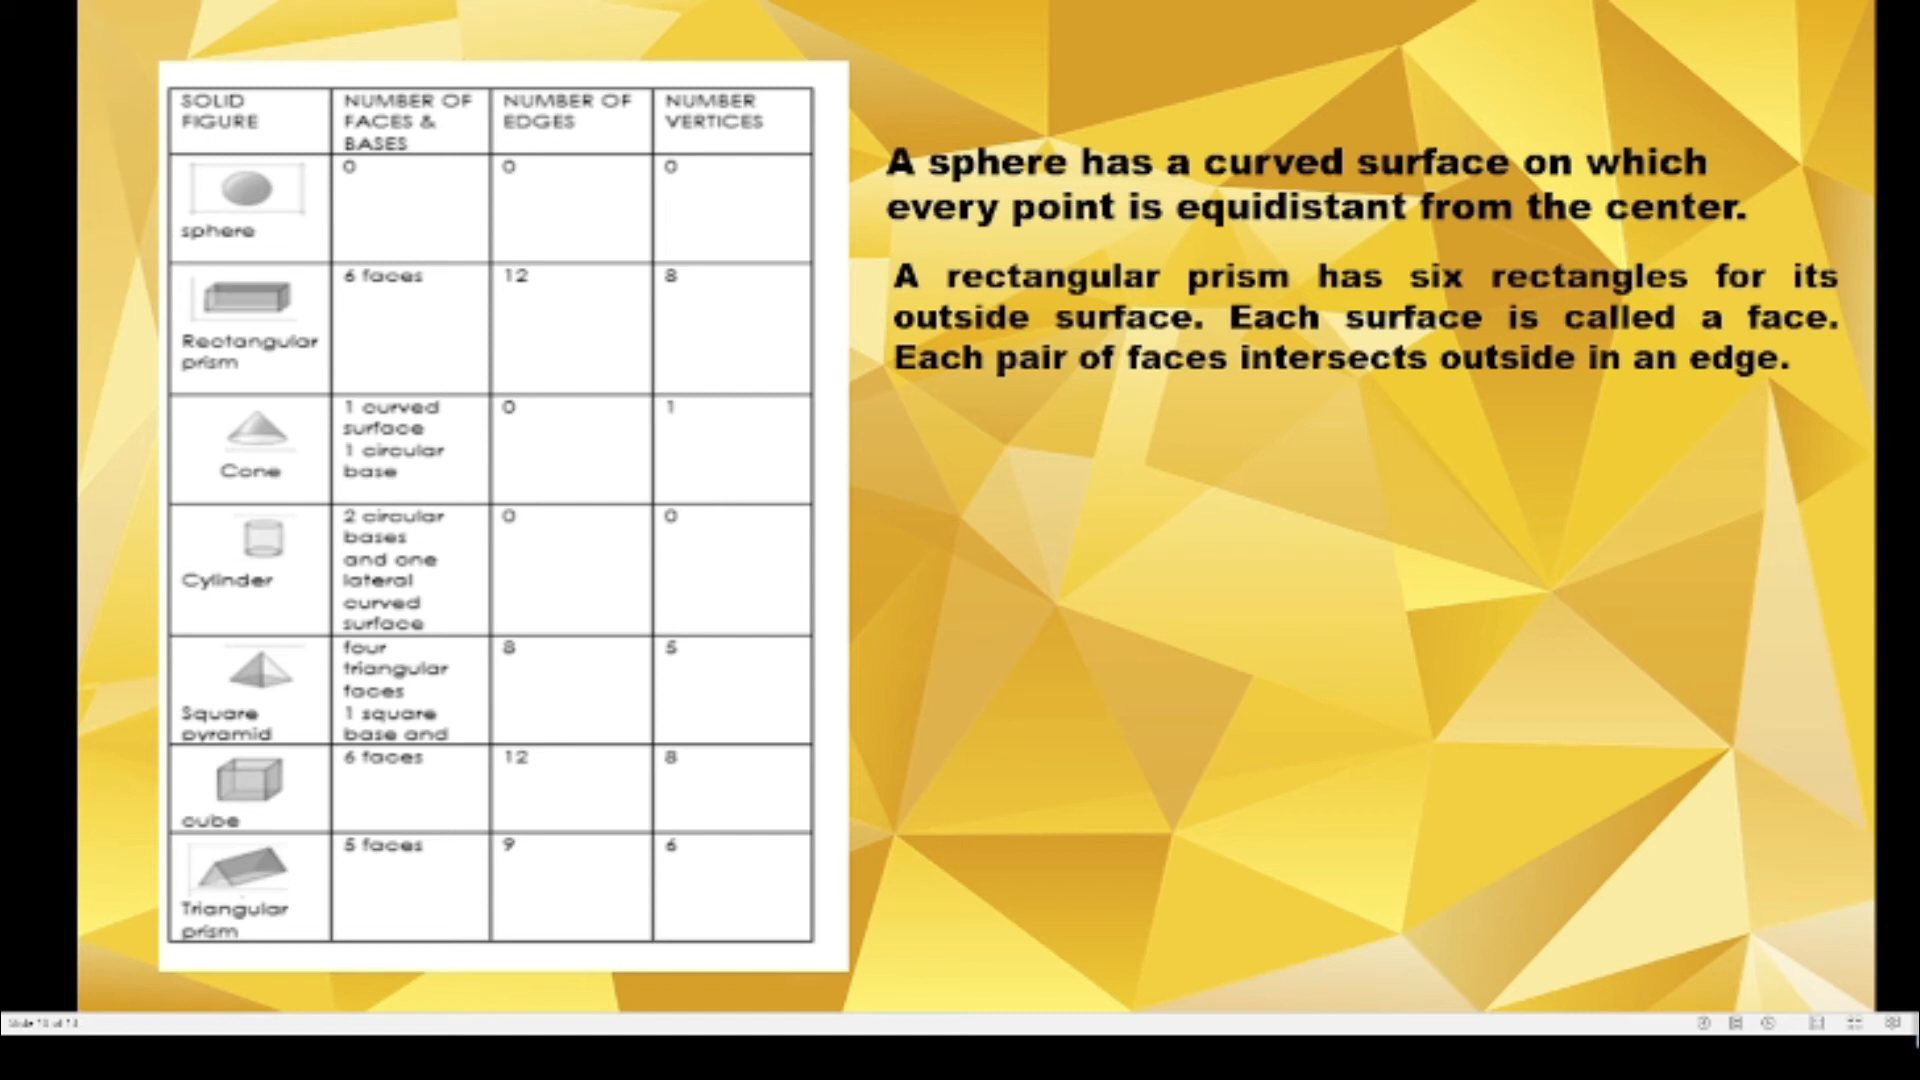 SOLID FIGURE
NUMBER OF FACES & BASES
NUMBER OF EDGES
NUMBER VERTICES
sphere
0
0
0
Rectangular prism
6 faces
12
8
Cone
1 curved surface
1 circular base
0
1
Cylinder
2 circular bases
and one lateral curved surface
0
0
Square pyramid
four triangular faces
1 square base and
8
5
cube
6 faces
12
8
Triangular prism
5 faces
9
6
A sphere has a curved surface on which
every point is equidistant from the center.
A rectangular prism has six rectangles for its
outside surface. Each surface is called a face.
Each pair of faces intersects outside in an edge.